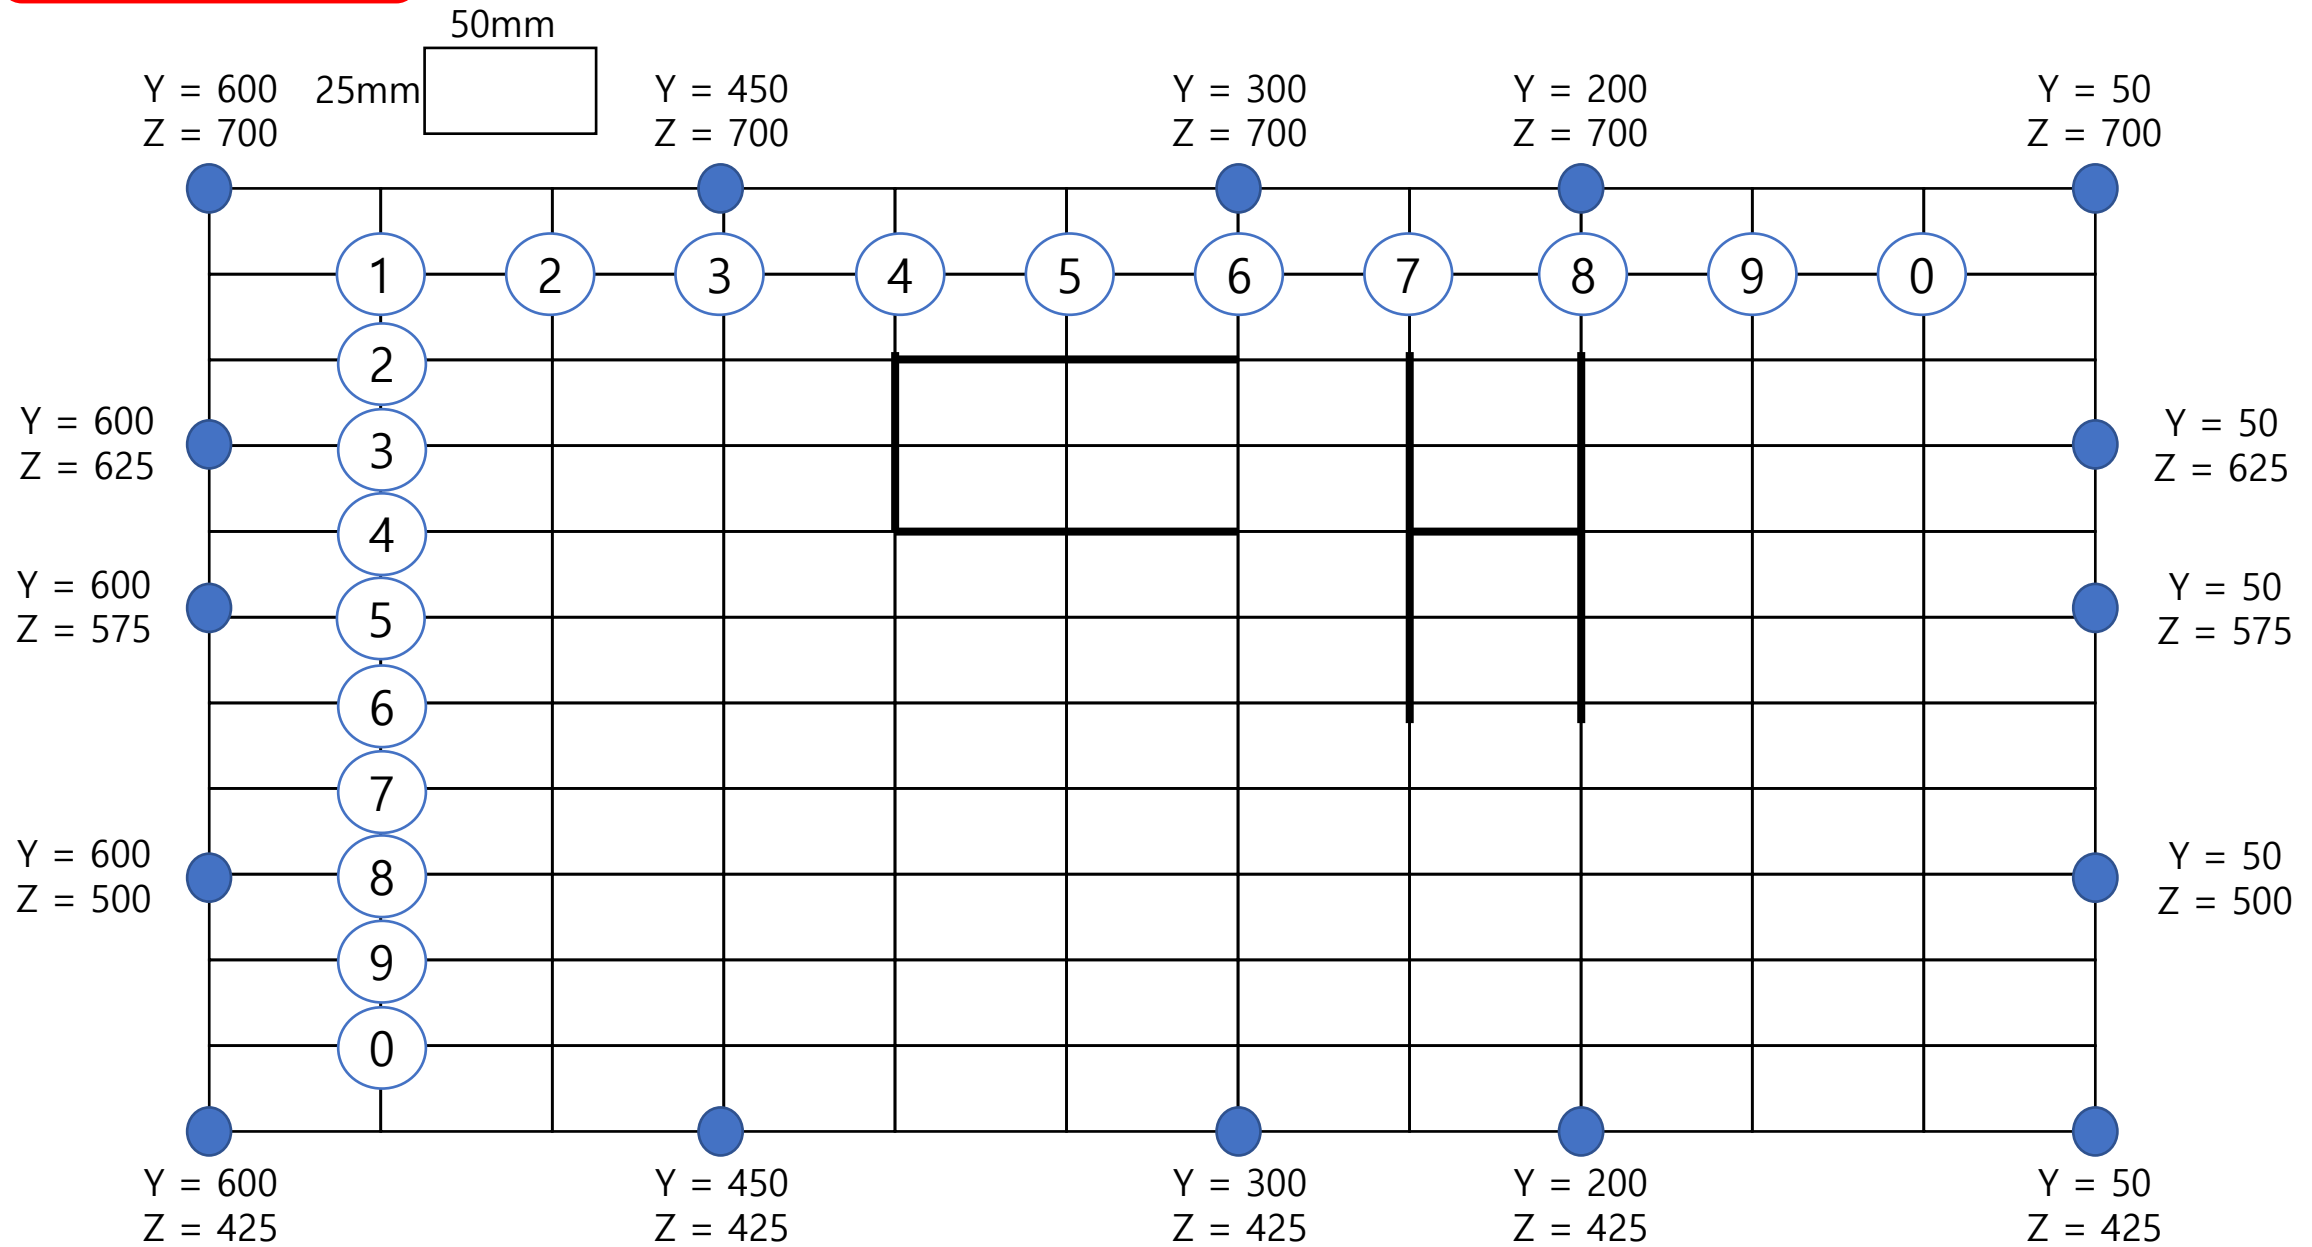 50mm
25mm
Y = 600
Z = 700
Y = 450
Z = 700
Y = 300
Z = 700
Y = 200
Z = 700
Y = 50
Z = 700
1 2 3 4 5 6 7 8 9 0
2
3
4
5
6
7
8
9
0
Y = 600
Z = 625
Y = 600
Z = 575
Y = 600
Z = 500
Y = 50
Z = 625
Y = 50
Z = 575
Y = 50
Z = 500
Y = 600
Z = 425
Y = 450
Z = 425
Y = 300
Z = 425
Y = 200
Z = 425
Y = 50
Z = 425